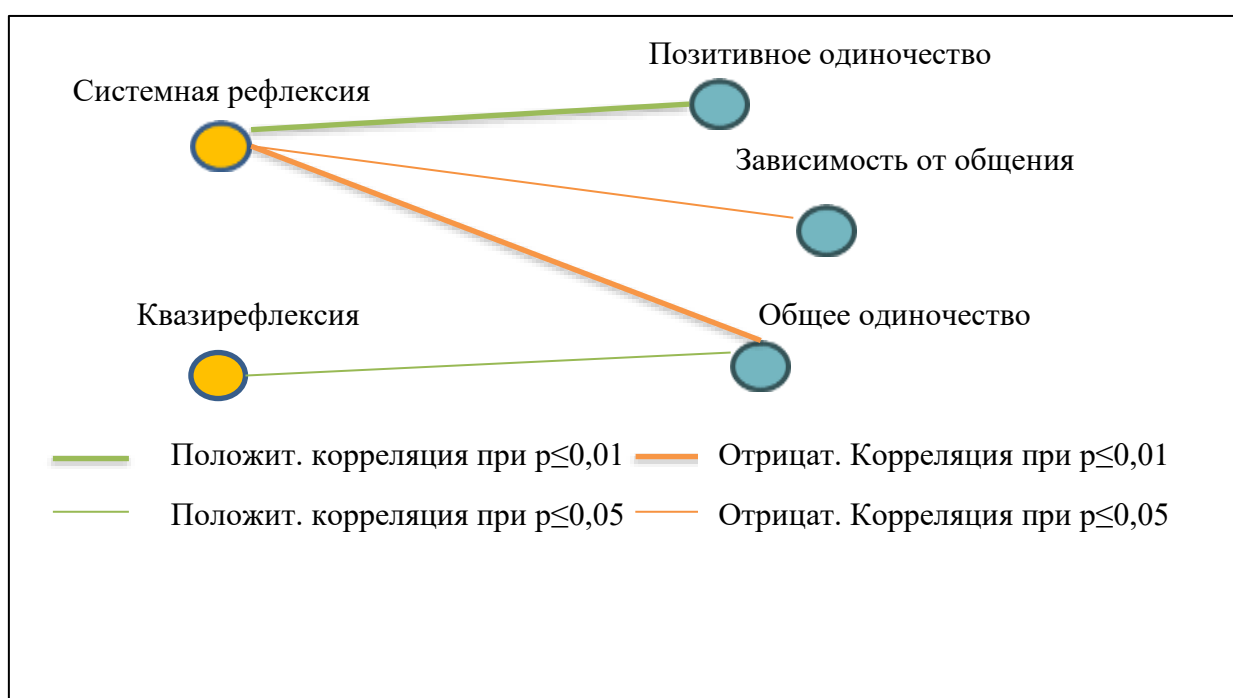 Позитивное одиночество
Системная рефлексия
Зависимость от общения
Квазирефлексия
Общее одиночество
Положит. корреляция при p≤0,01
Отрицат. Корреляция при p≤0,01
Положит. корреляция при p≤0,05
Отрицат. Корреляция при p≤0,05